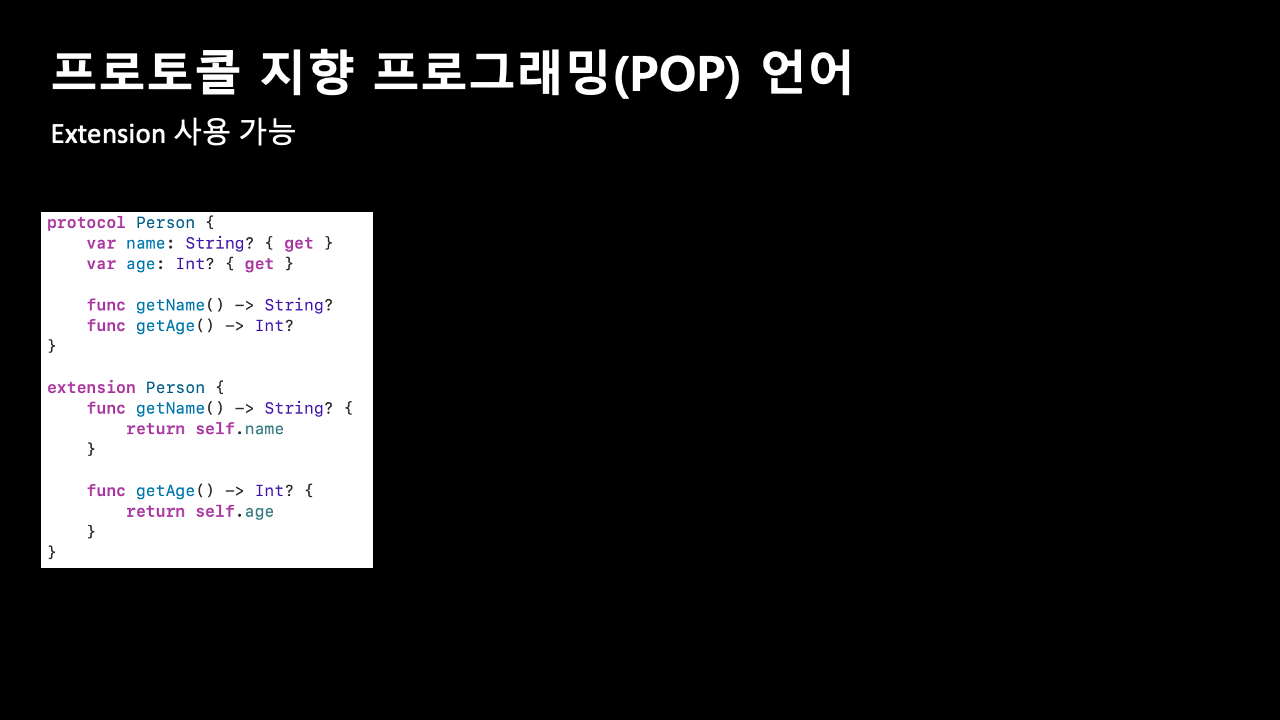 프로토콜 지향 프로그래밍(POP) 언어
Extension 사용 가능
protocol Person {
    var name: String? { get }
    var age: Int? { get }

    func getName() -> String?
    func getAge() -> Int?
}

extension Person {
    func getName() -> String? {
        return self.name
    }

    func getAge() -> Int? {
        return self.age
    }
}